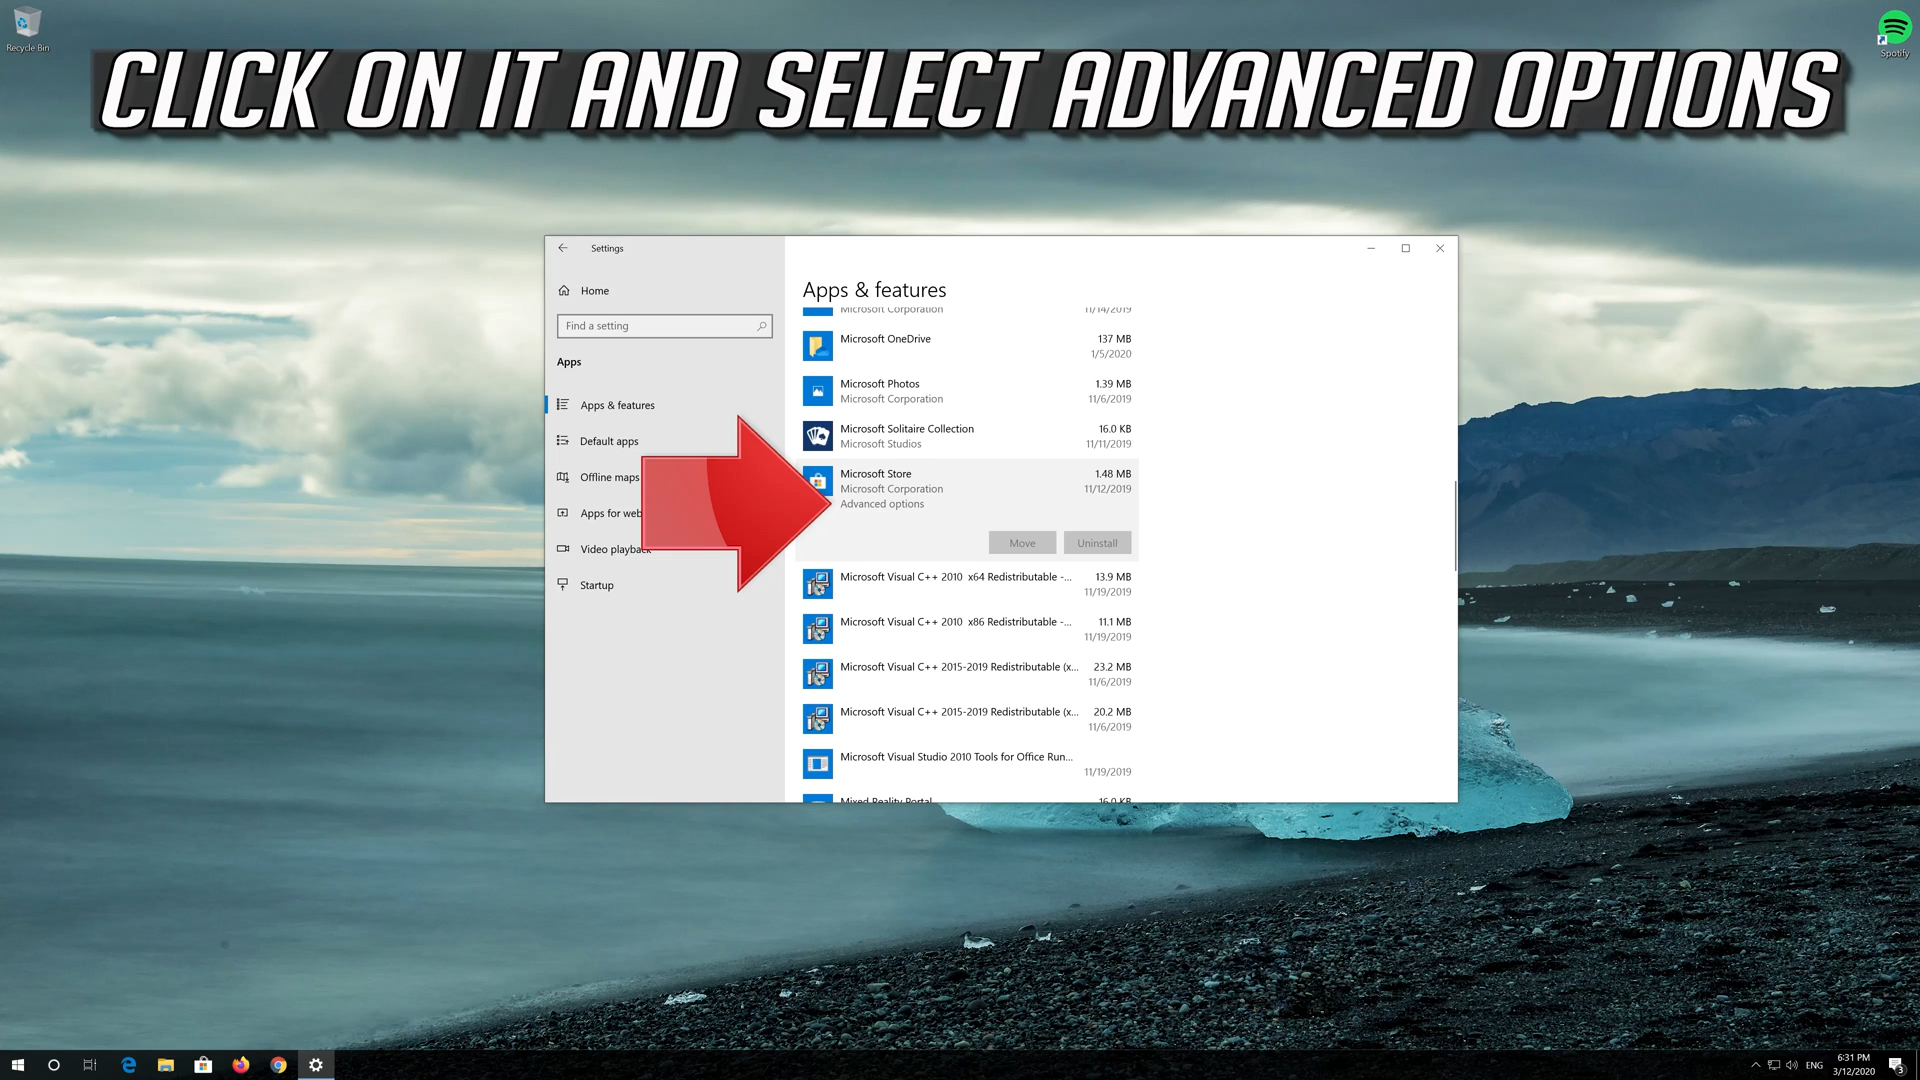 Recycle Bin
Spotify
CLICK ON IT AND SELECT ADVANCED OPTIONS
Settings
Home
Find a setting
Apps
Apps & features
Default apps
Offline maps
Apps for web
Video playback
Startup
Apps & features
Microsoft Corporation 11/14/2019
Microsoft OneDrive 137 MB
1/5/2020
Microsoft Photos 1.39 MB
Microsoft Corporation 11/6/2019
Microsoft Solitaire Collection 16.0 KB
Microsoft Studios 11/11/2019
Microsoft Store 1.48 MB
Microsoft Corporation 11/12/2019
Advanced options
Move Uninstall
Microsoft Visual C++ 2010 x64 Redistributable -... 13.9 MB
11/19/2019
Microsoft Visual C++ 2010 x86 Redistributable -... 11.1 MB
11/19/2019
Microsoft Visual C++ 2015-2019 Redistributable (x... 23.2 MB
11/6/2019
Microsoft Visual C++ 2015-2019 Redistributable (x... 20.2 MB
11/6/2019
Microsoft Visual Studio 2010 Tools for Office Run...
11/19/2019
Mixed Reality Portal 16.0 KB
ENG
6:31 PM
3/12/2020
3